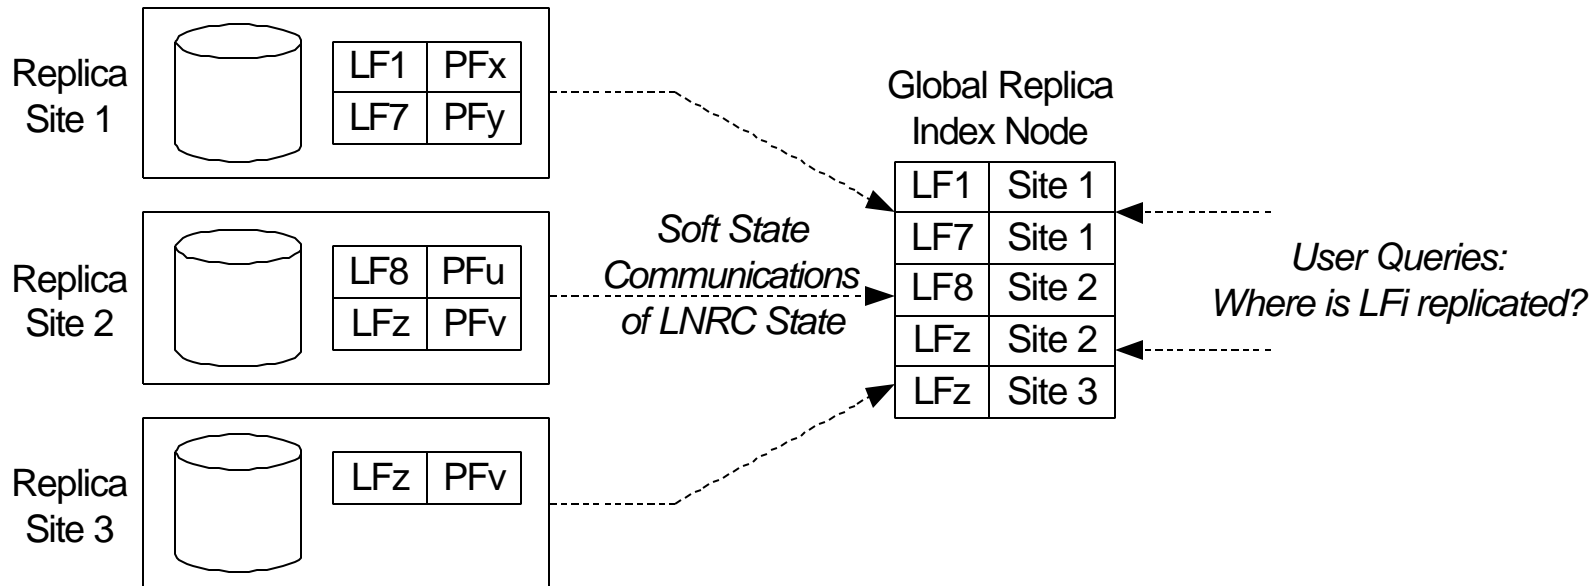 Replica
Site 1
LF1 PFx
LF7 PFy
Replica
Site 2
LF8 PFu
LFz PFv
Replica
Site 3
LFz PFv
Soft State
Communications
of LNRC State
Global Replica
Index Node
LF1 Site 1
LF7 Site 1
LF8 Site 2
LFz Site 2
LFz Site 3
User Queries:
Where is LFi replicated?